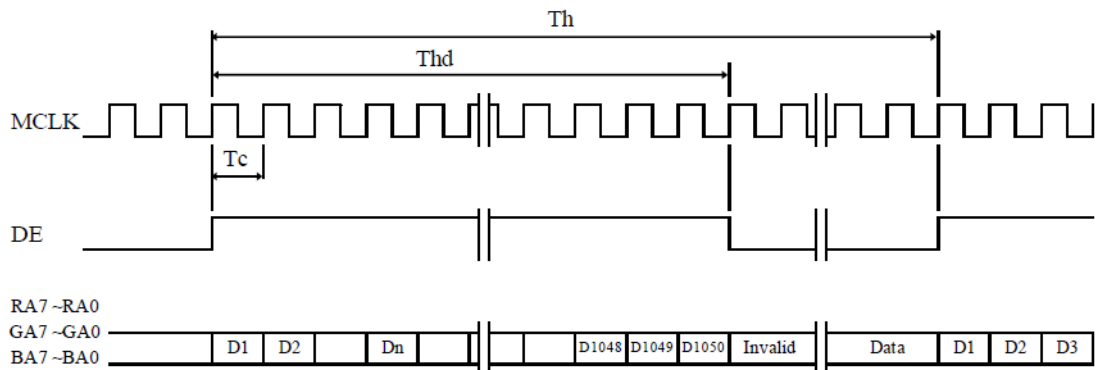 Th
Thd
MCLK
Tc
DE
RA7 ~RA0
GA7 ~GA0
BA7 ~BA0
D1 D2 Dn D1048 D1049 D1050 Invalid Data D1 D2 D3